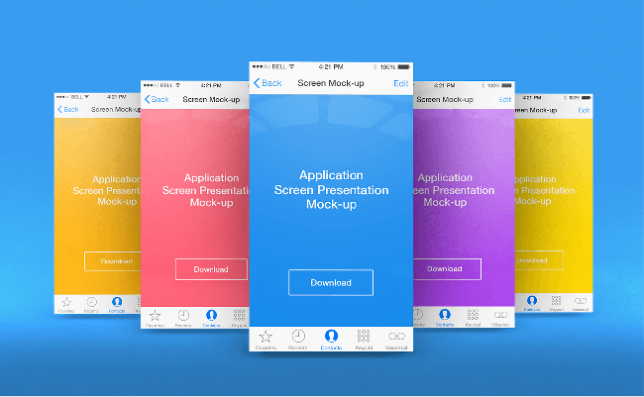 BELL 4:21 PM
Back Screen Mock-up
Application
Screen Presentation
Mock-up
Download
Favorites Recents Contacts
BELL 4:21 PM
Back Screen Mock-up
Application
Screen Presentati
Mock-up
Download
Favorites Recents Contacts Keypad
BELL 4:21 PM 100%
Back Screen Mock-up Edit
Application
Screen Presentation
Mock-up
Download
Favorites Recents Contacts Keypad Voicemail
4:21 PM 100%
Screen Mock-up Edit
Application
Presentation
Mock-up
Download
Contacts Keypad Voicemail
4:21 PM 100%
Screen Mock-up Edit
Application
Presentation
Mock-up
Download
Contacts Keypad Voicemail